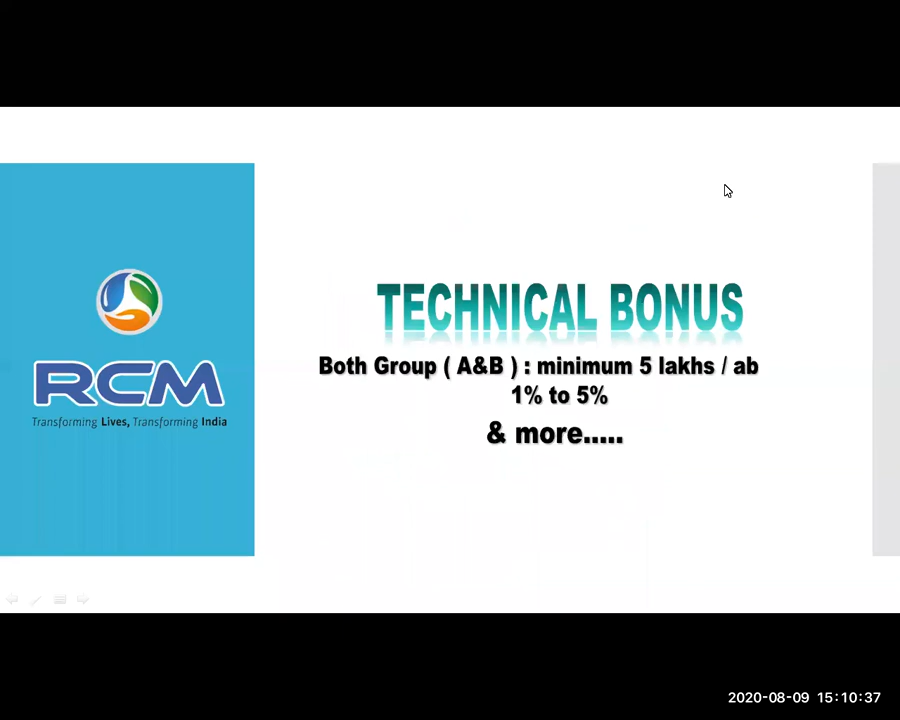 RCM
Transforming Lives, Transforming India
TECHNICAL BONUS
Both Group ( A&B ) : minimum 5 lakhs / ab
1% to 5%
& more.....
2020-08-09 15:10:37